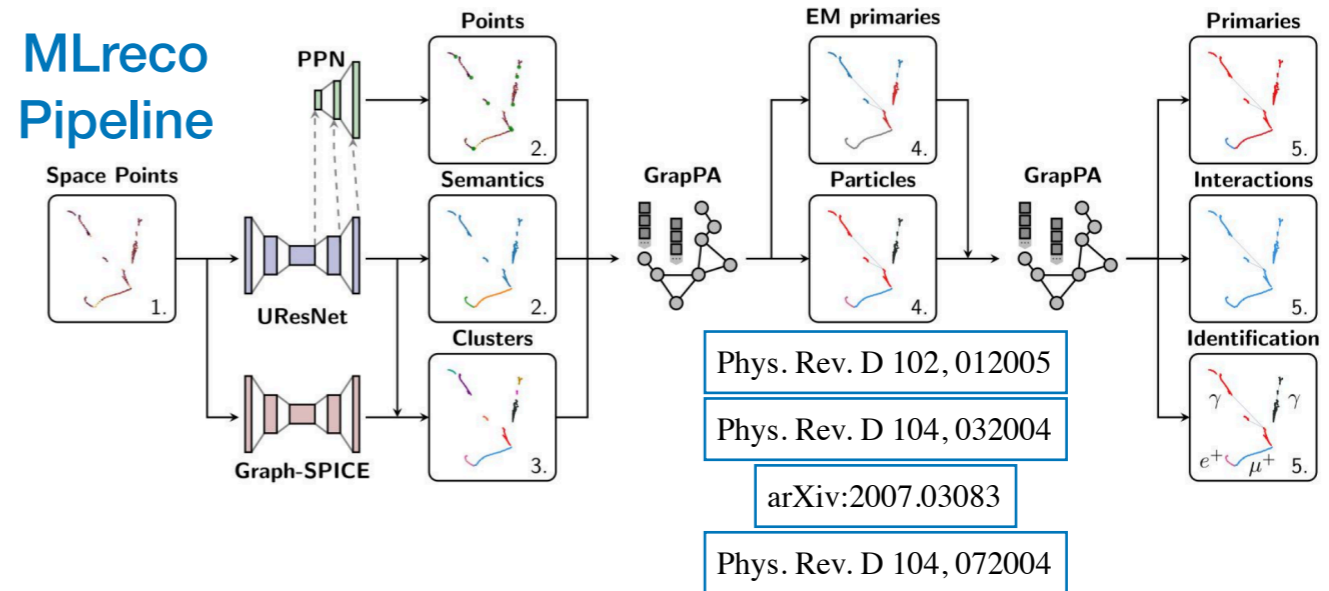 MLreco
Pipeline
Space Points
1.
PPN
URes​Net
Graph-SPICE
Points
2.
Semantics
2.
Clusters
3.
GrapPA
EM primaries
4.
Particles
4.
GrapPA
Primaries
5.
Interactions
5.
Identification
γ
γ
e⁺
μ⁺
5.
Phys. Rev. D 102, 012005
Phys. Rev. D 104, 032004
arXiv:2007.03083
Phys. Rev. D 104, 072004